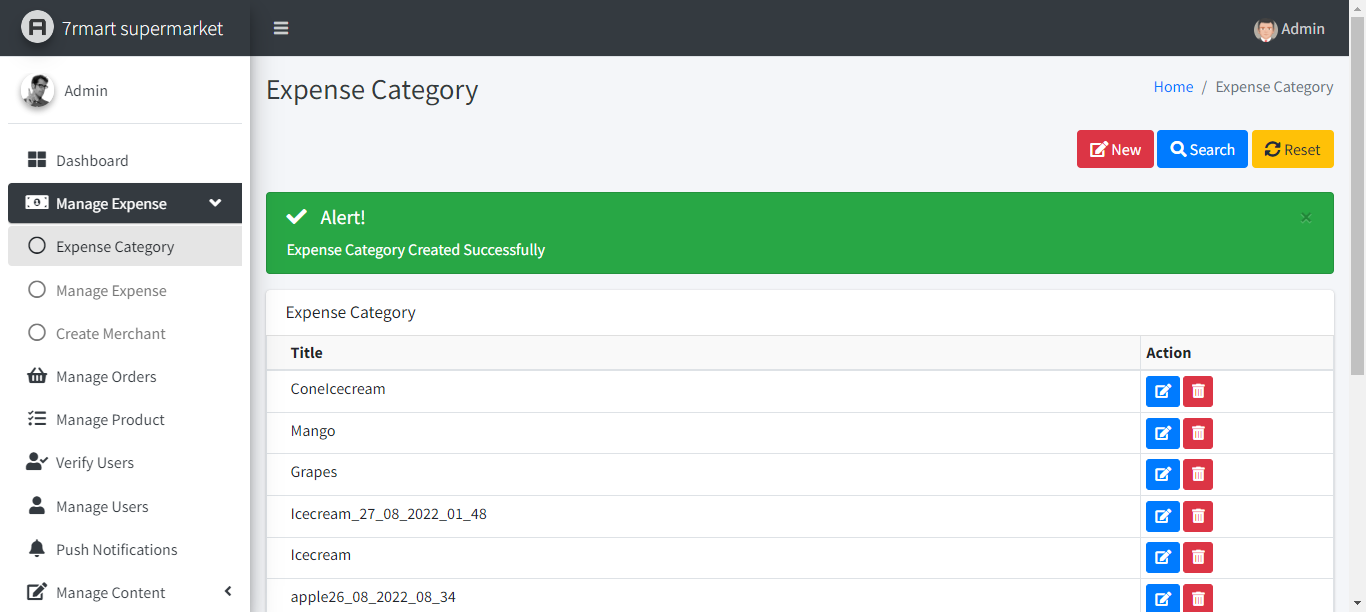 7rmart supermarket
Admin
Admin
Dashboard
Manage Expense
Expense Category
Manage Expense
Create Merchant
Manage Orders
Manage Product
Verify Users
Manage Users
Push Notifications
Manage Content
Expense Category
Home / Expense Category
New Search Reset
Alert! ×
Expense Category Created Successfully
Expense Category
Title Action
ConeIcecream
Mango
Grapes
Icecream_27_08_2022_01_48
Icecream
apple26_08_2022_08_34